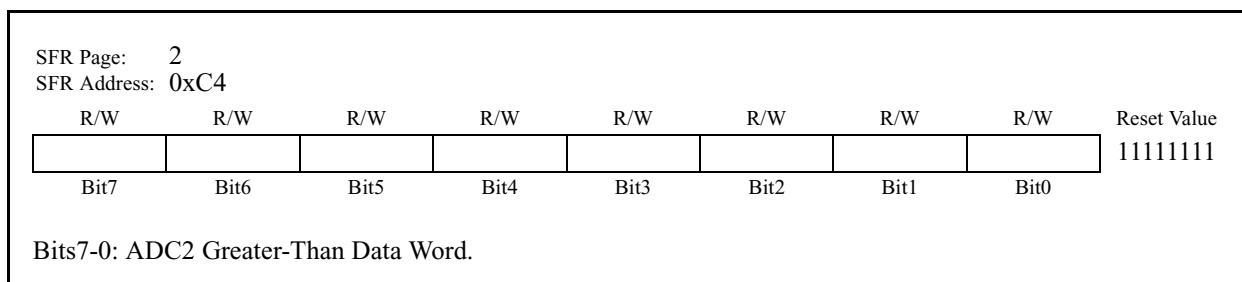 SFR Page: 2
SFR Address: 0xC4
R/W R/W R/W R/W R/W R/W R/W R/W Reset Value
11111111
Bit7 Bit6 Bit5 Bit4 Bit3 Bit2 Bit1 Bit0
Bits7-0: ADC2 Greater-Than Data Word.